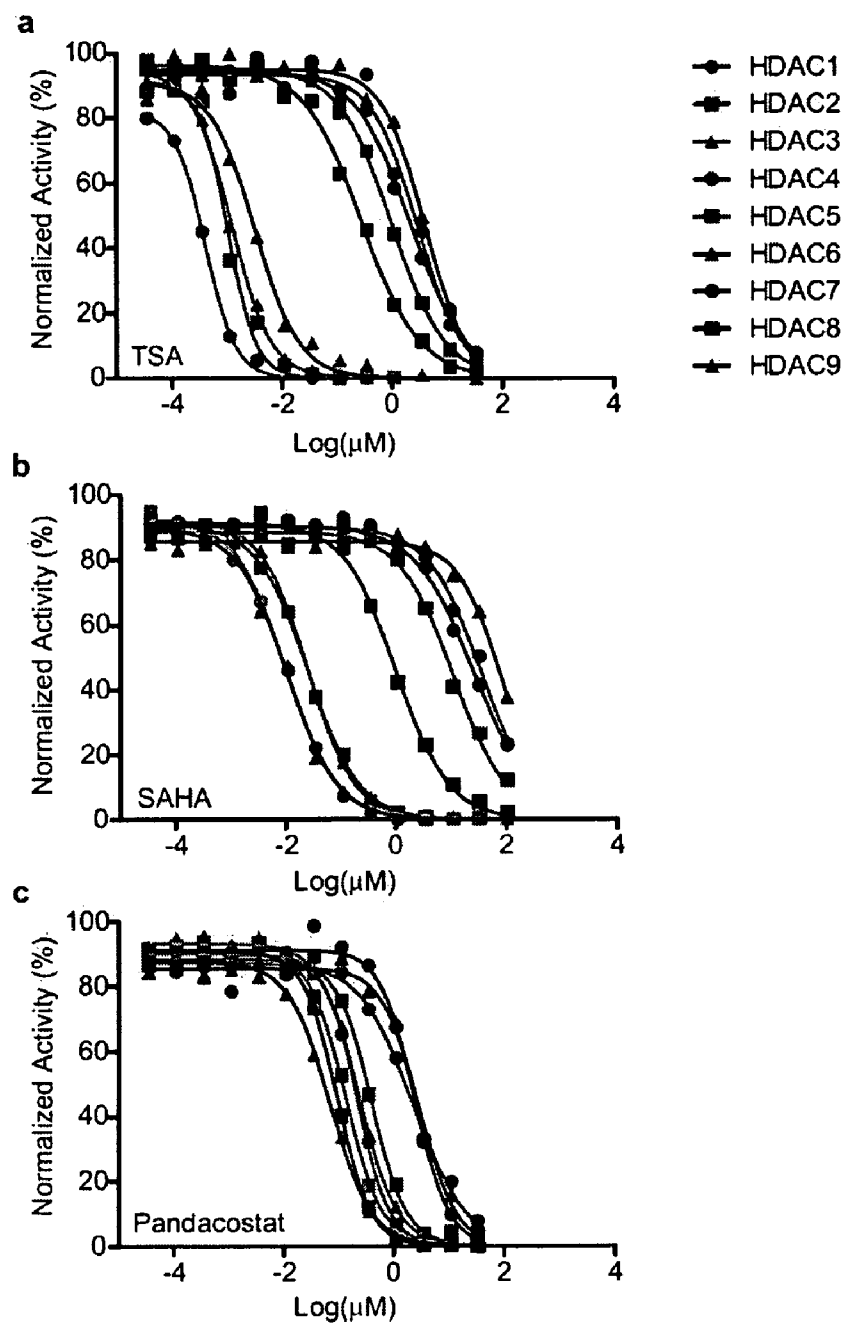 a
Normalized Activity (%)
100
80
60
40
20
0
TSA
-4
-2
0
2
4
Log(μM)
HDAC1
HDAC2
HDAC3
HDAC4
HDAC5
HDAC6
HDAC7
HDAC8
HDAC9
b
Normalized Activity (%)
100
80
60
40
20
0
SAHA
-4
-2
0
2
4
Log(μM)
c
Normalized Activity (%)
100
80
60
40
20
0
Pandacostat
-4
-2
0
2
4
Log(μM)